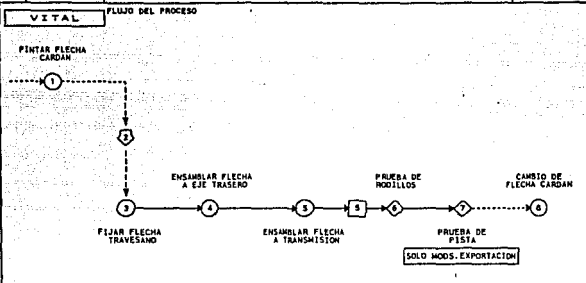 VITAL
FLUJO DEL PROCESO
PINTAR FLECHA
CARDAN
1
2
ENSAMBLAR FLECHA
A EJE TRASERO
PRUEBA DE
RODILLOS
CAMBIO DE
FLECHA CARDAN
3
4
5
5
6
7
8
FIJAR FLECHA
TRAVESANO
ENSAMBLAR FLECHA
A TRANSMISION
PRUEBA DE
PISTA
SOLO MODS.EXPORTACION